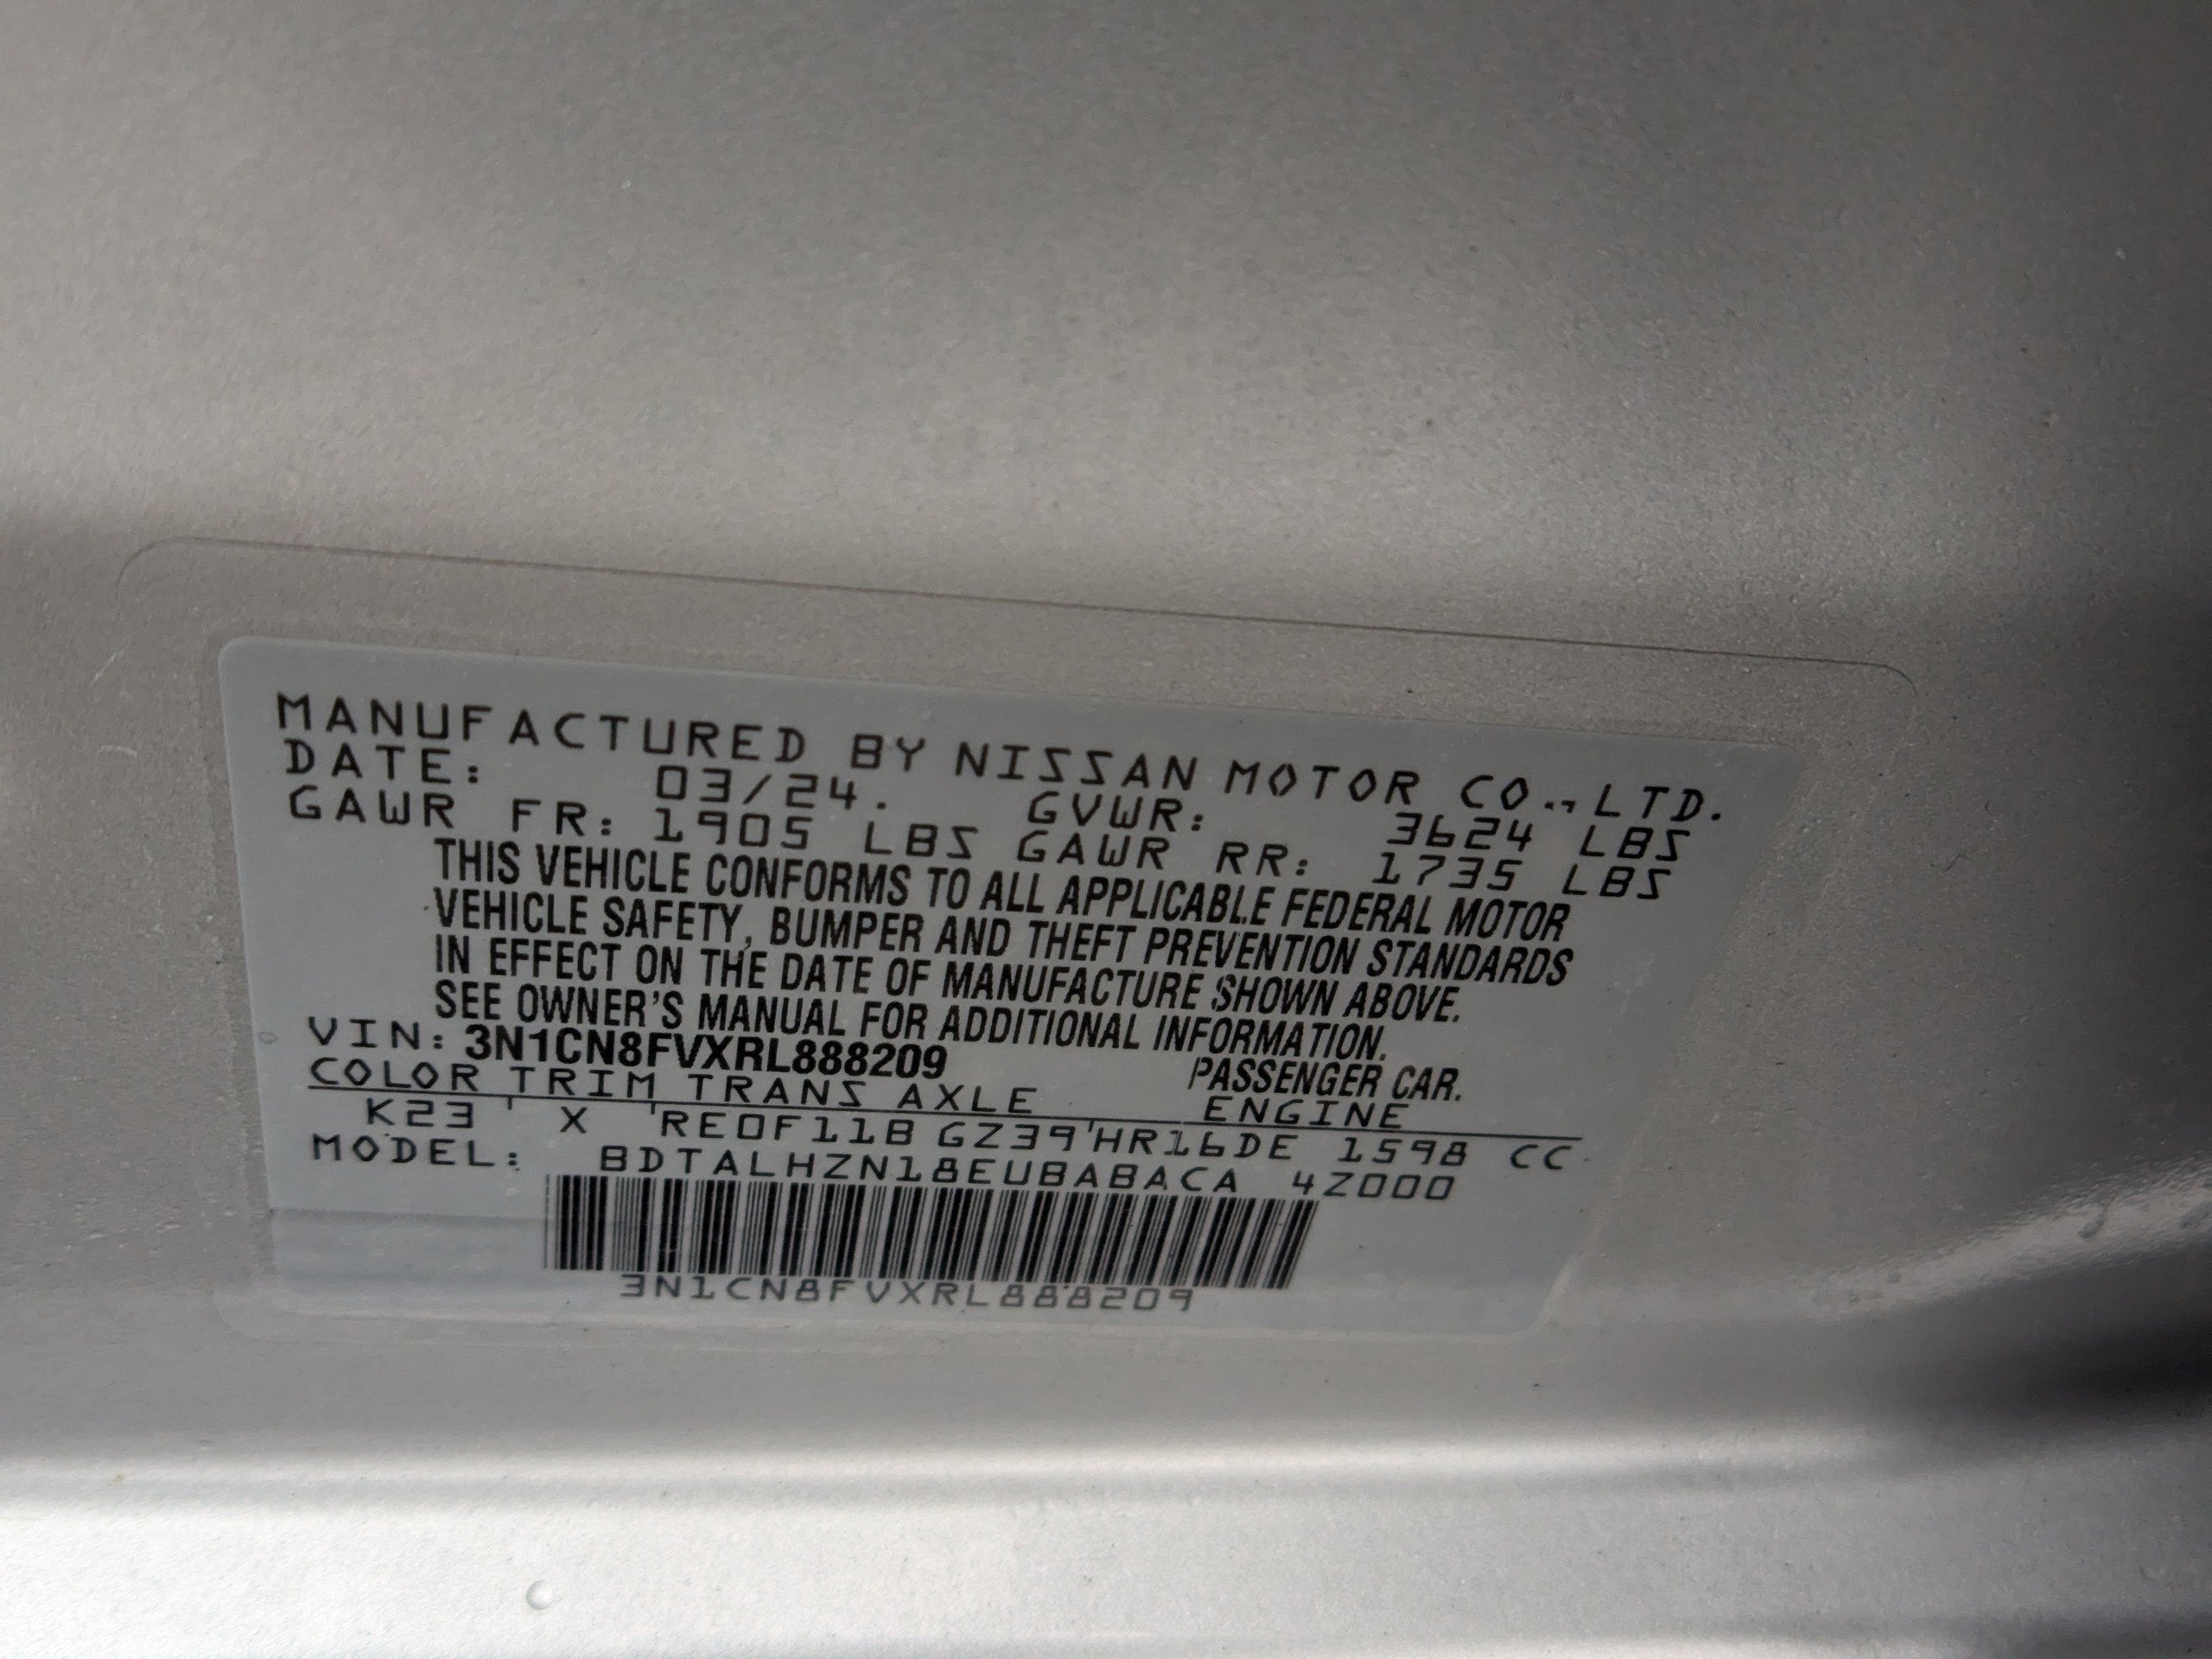 MANUFACTURED BY NISSAN MOTOR CO.,LTD.
DATE: 03/24. GVWR: 3624 LBS
GAWR FR: 1905 LBS GAWR RR: 1735 LBS
THIS VEHICLE CONFORMS TO ALL APPLICABLE FEDERAL MOTOR
VEHICLE SAFETY, BUMPER AND THEFT PREVENTION STANDARDS
IN EFFECT ON THE DATE OF MANUFACTURE SHOWN ABOVE.
SEE OWNER'S MANUAL FOR ADDITIONAL INFORMATION.
VIN: 3N1CN8FVXRL888209 PASSENGER CAR.
COLOR TRIM TRANS AXLE ENGINE
K23 X RE0F11B GZ39 HR16DE 1598 CC
MODEL: BDTALHZN18EUBABACA 4Z000
3N1CN8FVXRL888209